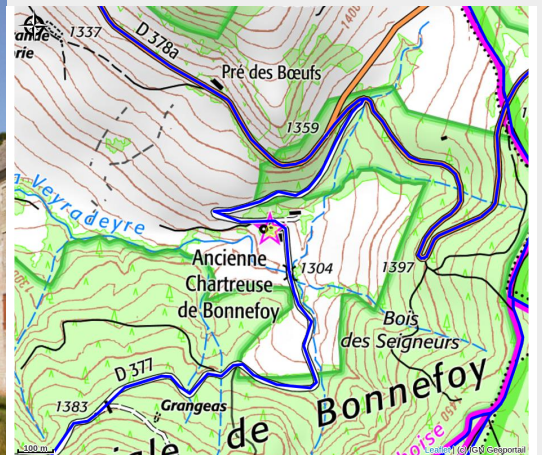 1337
D 378a
1400
Pré des Bœufs
1359
Veyradeyre
Ancienne
Chartreuse
de Bonnefoy
1304
1397
Bois
des Seigneurs
D 377
1383
Grangeas
de Bonnefoy
100 m
Leaflet | (c) IGN Geoportail